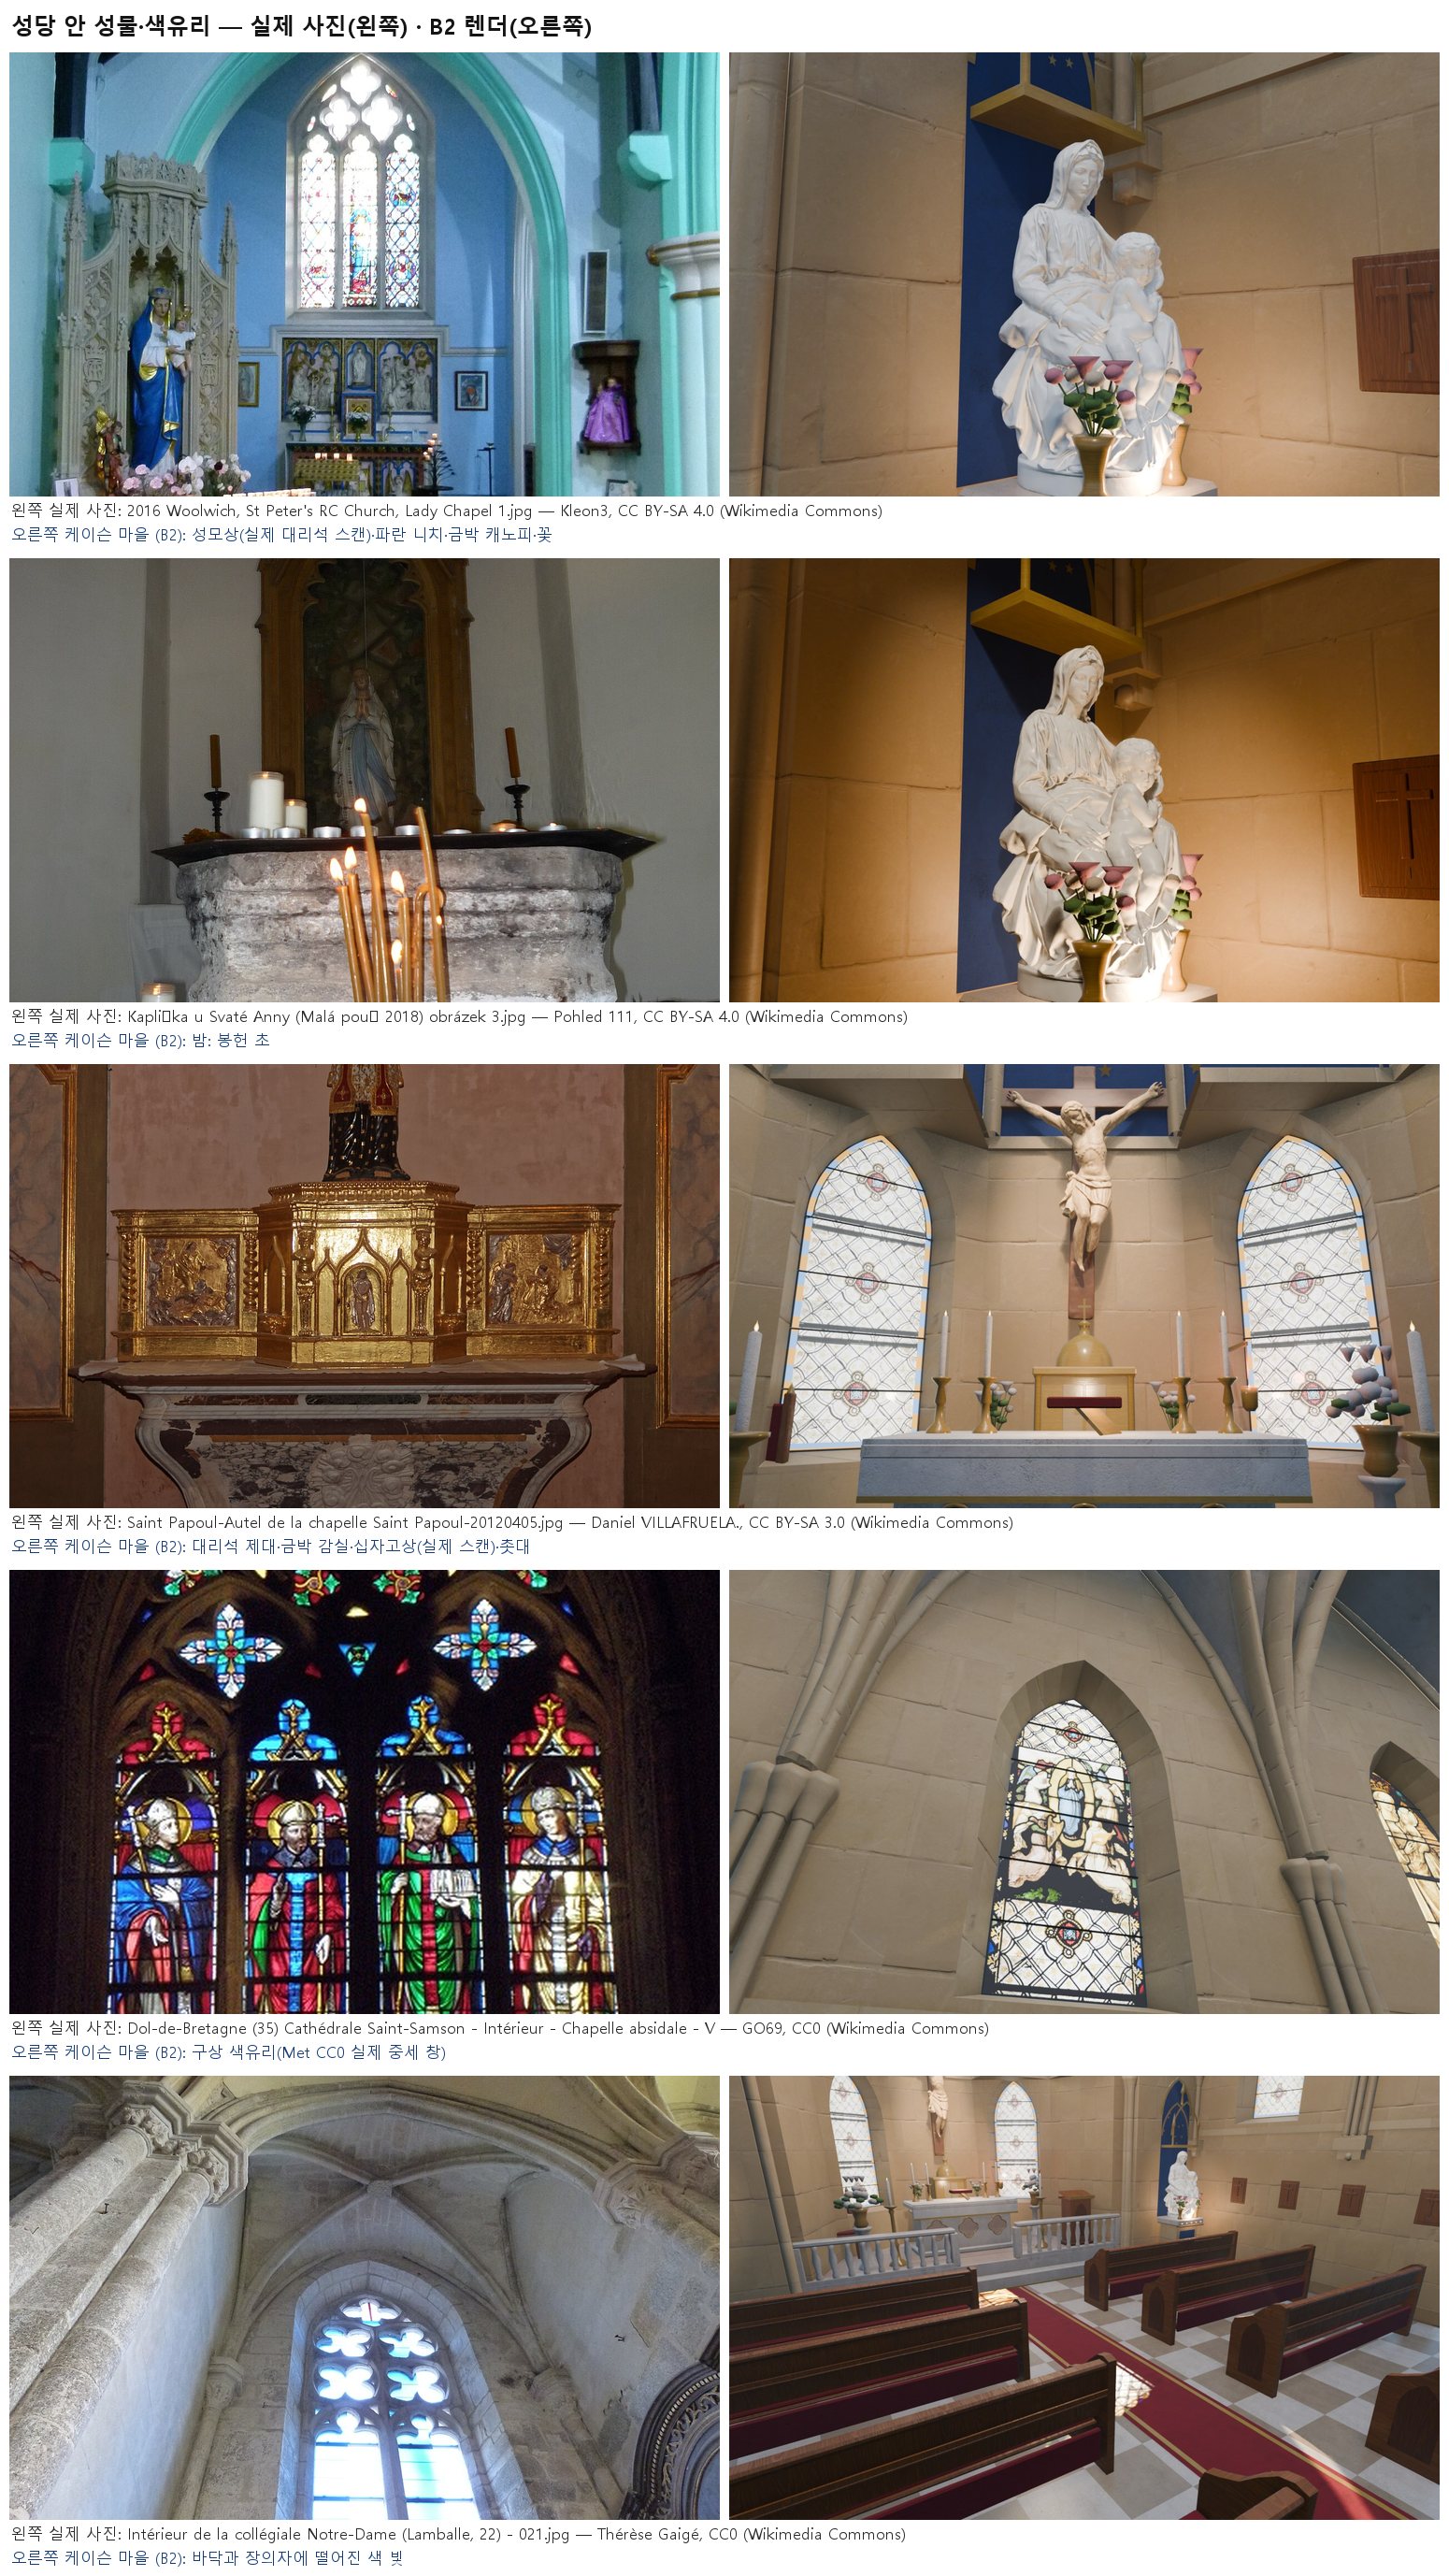 성당 안 성물·색유리 — 실제 사진(왼쪽) · B2 렌더(오른쪽)
왼쪽 실제 사진: 2016 Woolwich, St Peter's RC Church, Lady Chapel 1.jpg — Kleon3, CC BY-SA 4.0 (Wikimedia Commons)
오른쪽 케이슨 마을 (B2): 성모상(실제 대리석 스캔)·파란 니치·금박 캐노피·꽃
왼쪽 실제 사진: Kapli□ka u Svaté Anny (Malá pou□ 2018) obrázek 3.jpg — Pohled 111, CC BY-SA 4.0 (Wikimedia Commons)
오른쪽 케이슨 마을 (B2): 밤: 봉헌 초
왼쪽 실제 사진: Saint Papoul-Autel de la chapelle Saint Papoul-20120405.jpg — Daniel VILLAFRUELA., CC BY-SA 3.0 (Wikimedia Commons)
오른쪽 케이슨 마을 (B2): 대리석 제대·금박 감실·십자고상(실제 스캔)·촛대
왼쪽 실제 사진: Dol-de-Bretagne (35) Cathédrale Saint-Samson - Intérieur - Chapelle absidale - V — GO69, CC0 (Wikimedia Commons)
오른쪽 케이슨 마을 (B2): 구상 색유리(Met CC0 실제 중세 창)
왼쪽 실제 사진: Intérieur de la collégiale Notre-Dame (Lamballe, 22) - 021.jpg — Thérèse Gaigé, CC0 (Wikimedia Commons)
오른쪽 케이슨 마을 (B2): 바닥과 장의자에 떨어진 색 빛